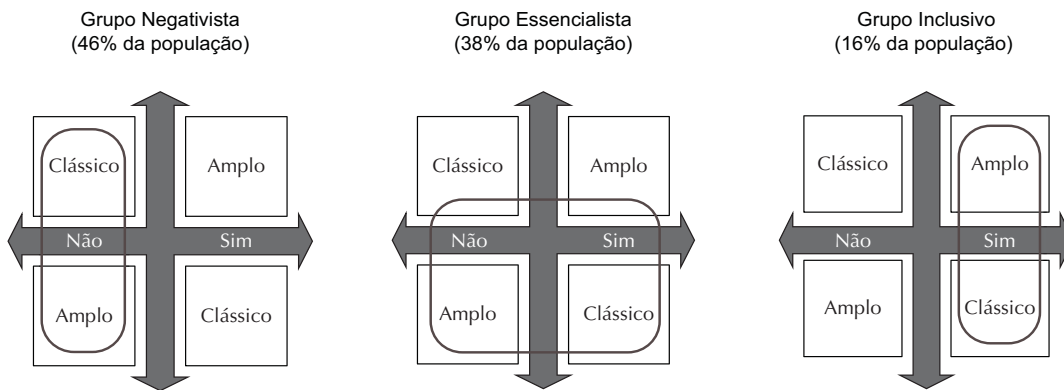 Grupo Negativista
(46% da população)
Clássico
Amplo
Não
Sim
Amplo
Clássico
Grupo Essencialista
(38% da população)
Clássico
Amplo
Não
Sim
Amplo
Clássico
Grupo Inclusivo
(16% da população)
Clássico
Amplo
Não
Sim
Amplo
Clássico